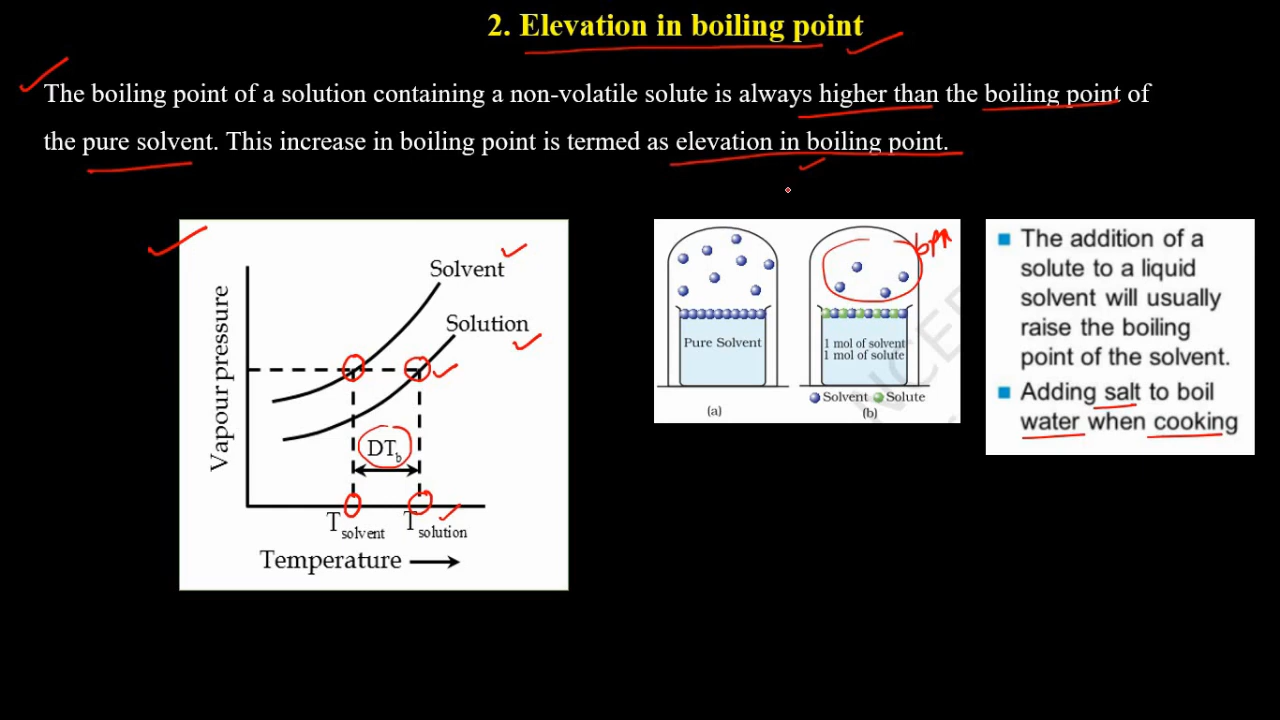 2. Elevation in boiling point
The boiling point of a solution containing a non-volatile solute is always higher than the boiling point of
the pure solvent. This increase in boiling point is termed as elevation in boiling point.
Solvent
Solution
Vapour pressure
DTb
Tsolvent
Tsolution
Temperature
Pure Solvent
1 mol of solvent
1 mol of solute
Solvent Solute
(a)
(b)
The addition of a
solute to a liquid
solvent will usually
raise the boiling
point of the solvent.
Adding salt to boil
water when cooking